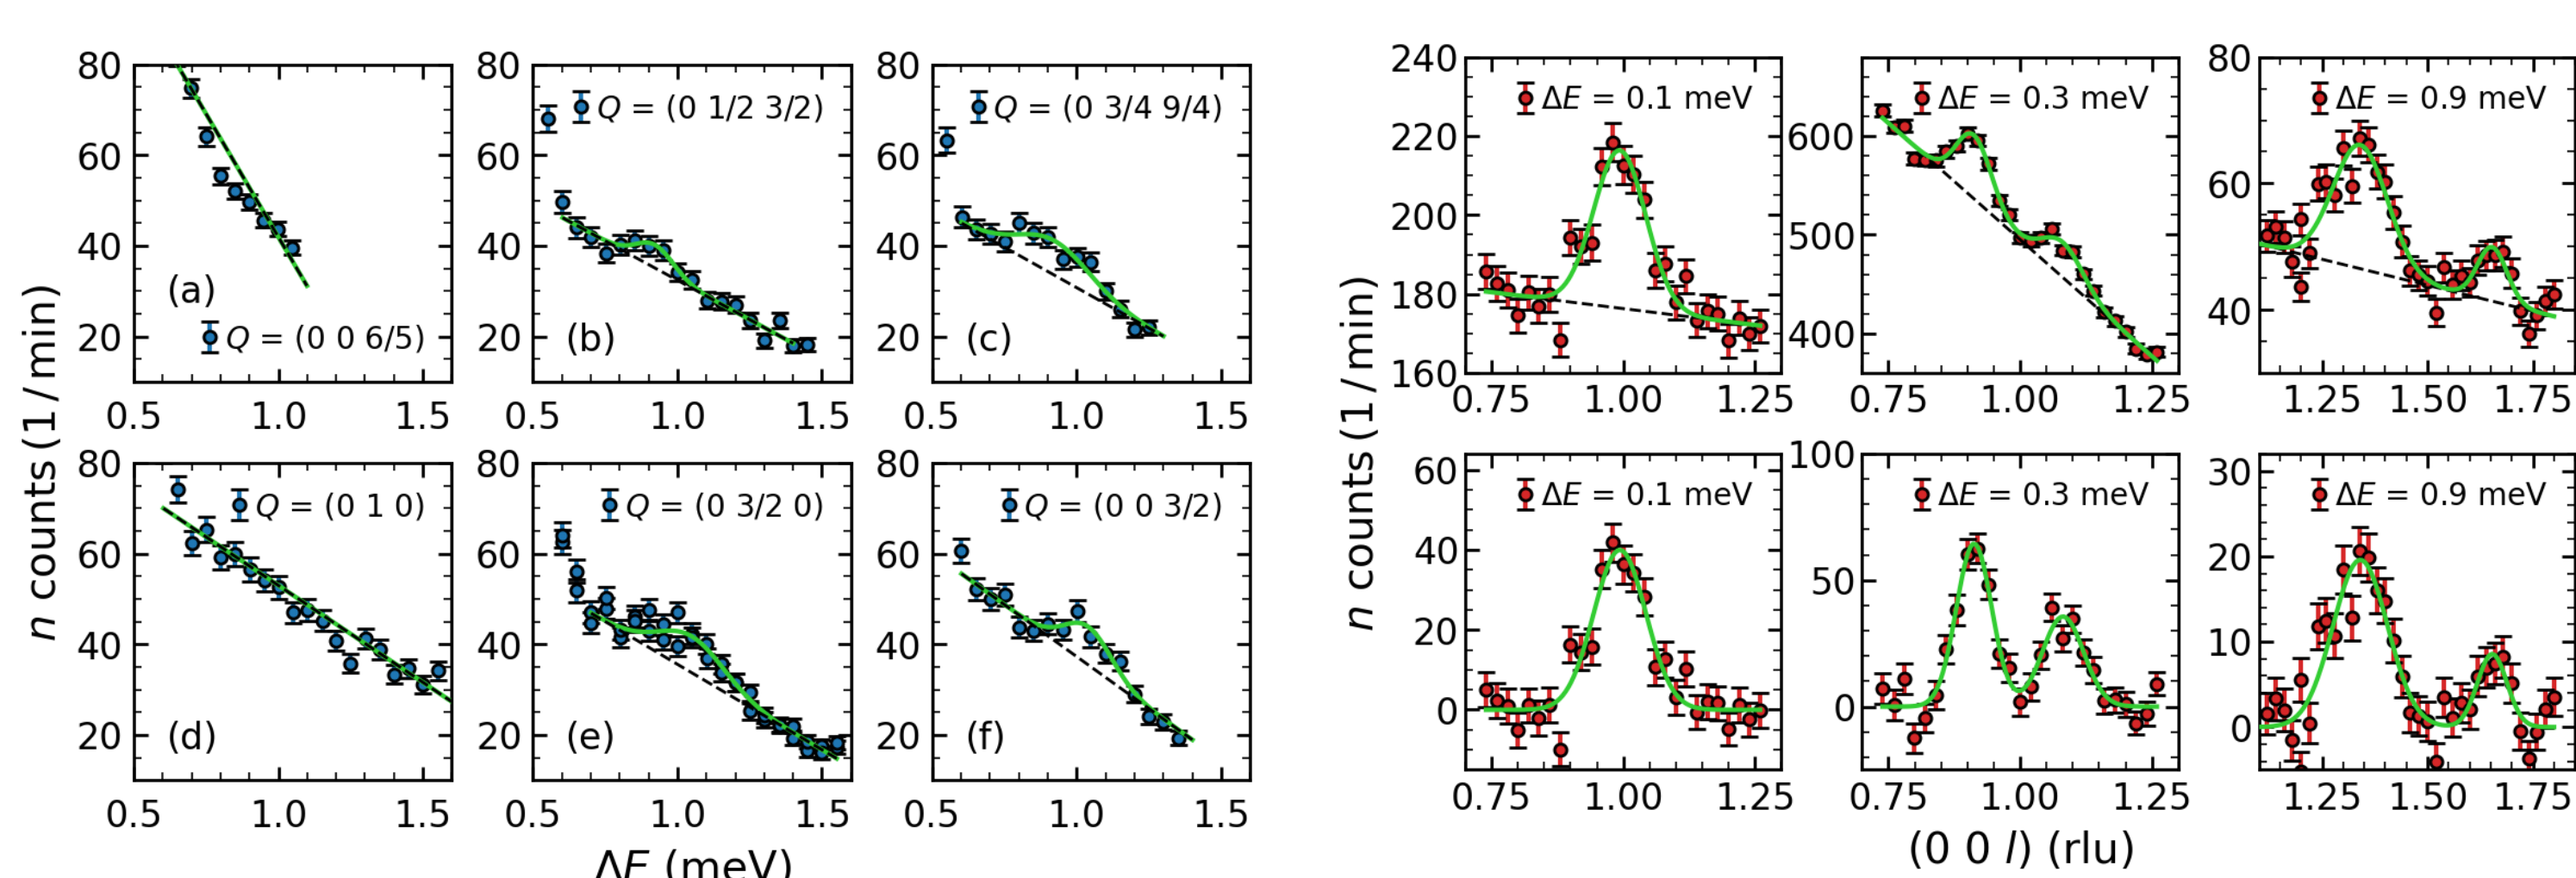 n counts (1 / min)
80
60
40
20
(a)
Q = (0 0 6/5)
0.5 1.0 1.5
80
60
40
20
Q = (0 1/2 3/2)
(b)
0.5 1.0 1.5
80
60
40
20
Q = (0 3/4 9/4)
(c)
0.5 1.0 1.5
80
60
40
20
Q = (0 1 0)
(d)
0.5 1.0 1.5
80
60
40
20
Q = (0 3/2 0)
(e)
0.5 1.0 1.5
80
60
40
20
Q = (0 0 3/2)
(f)
0.5 1.0 1.5
ΔE (meV)
n counts (1 / min)
240
220
200
180
160
ΔE = 0.1 meV
0.75 1.00 1.25
600
500
400
ΔE = 0.3 meV
0.75 1.00 1.25
80
60
40
ΔE = 0.9 meV
1.25 1.50 1.75
60
40
20
0
ΔE = 0.1 meV
0.75 1.00 1.25
100
50
0
ΔE = 0.3 meV
0.75 1.00 1.25
30
20
10
0
ΔE = 0.9 meV
1.25 1.50 1.75
(0 0 l) (rlu)